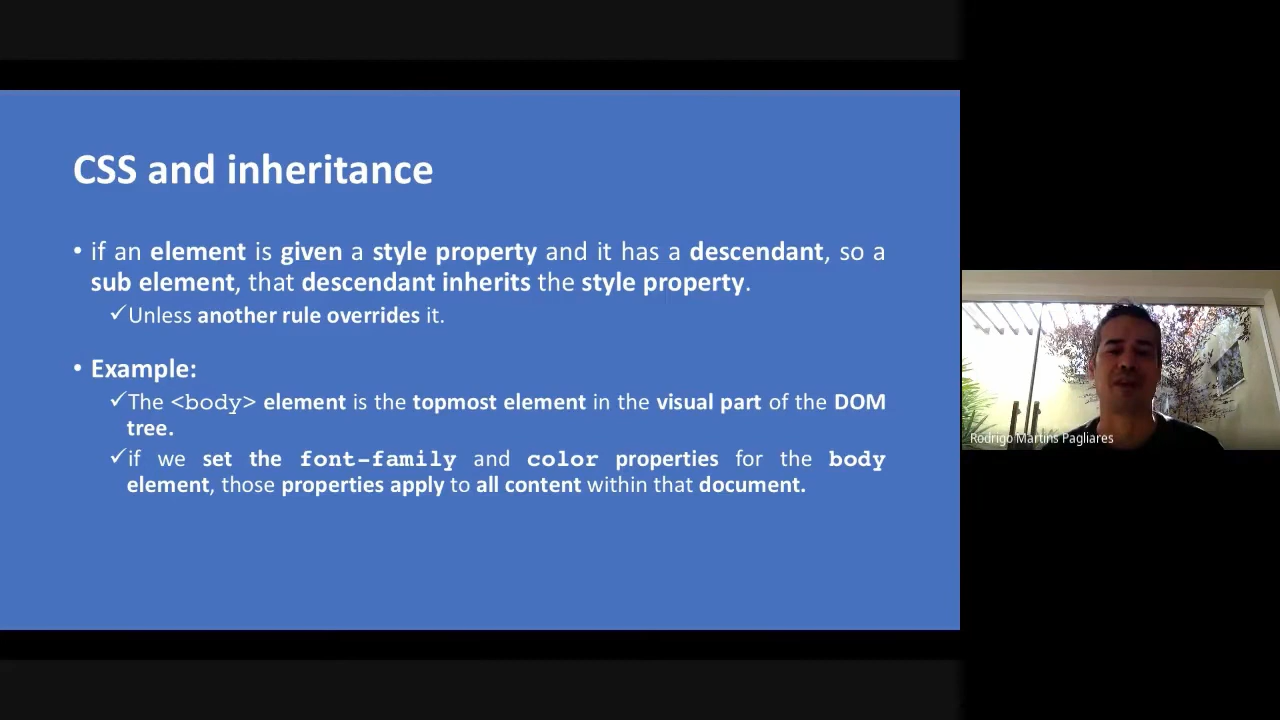 CSS and inheritance
• if an element is given a style property and it has a descendant, so a
sub element, that descendant inherits the style property.
✓Unless another rule overrides it.
• Example:
✓The <body> element is the topmost element in the visual part of the DOM
tree.
✓if we set the font-family and color properties for the body
element, those properties apply to all content within that document.
Rodrigo Martins Pagliares